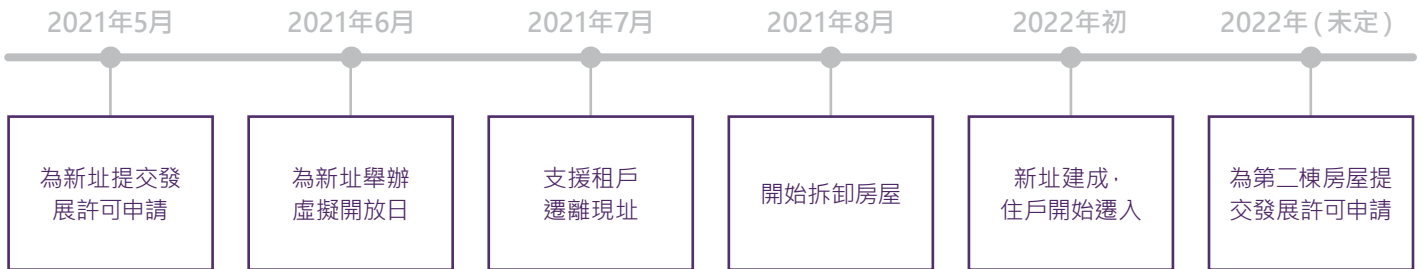 2021年5月
2021年6月
2021年7月
2021年8月
2022年初
2022年 ( 未定 )
為新址提交發
展許可申請
為新址舉辦
虛擬開放日
支援租戶
遷離現址
開始拆卸房屋
新址建成，
住戶開始遷入
為第二棟房屋提
交發展許可申請